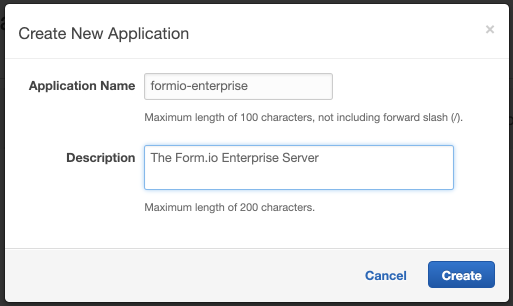 Create New Application
×
Application Name formio-enterprise
Maximum length of 100 characters, not including forward slash (/).
Description The Form.io Enterprise Server
Maximum length of 200 characters.
Cancel Create